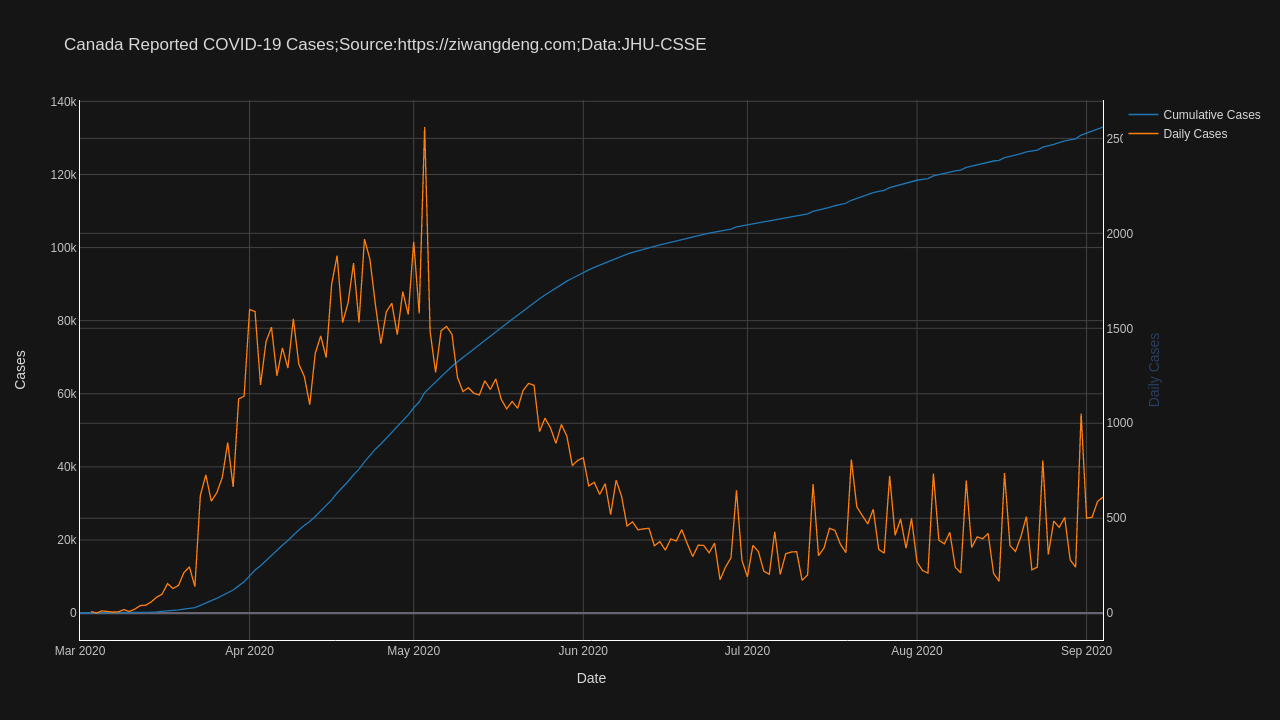 Canada Reported COVID-19 Cases;Source:https://ziwangdeng.com;Data:JHU-CSSE
Cumulative Cases
Daily Cases
140k
120k
100k
80k
60k
40k
20k
0
Cases
2000
1500
1000
500
0
Daily Cases
Mar 2020
Apr 2020
May 2020
Jun 2020
Jul 2020
Aug 2020
Sep 2020
Date